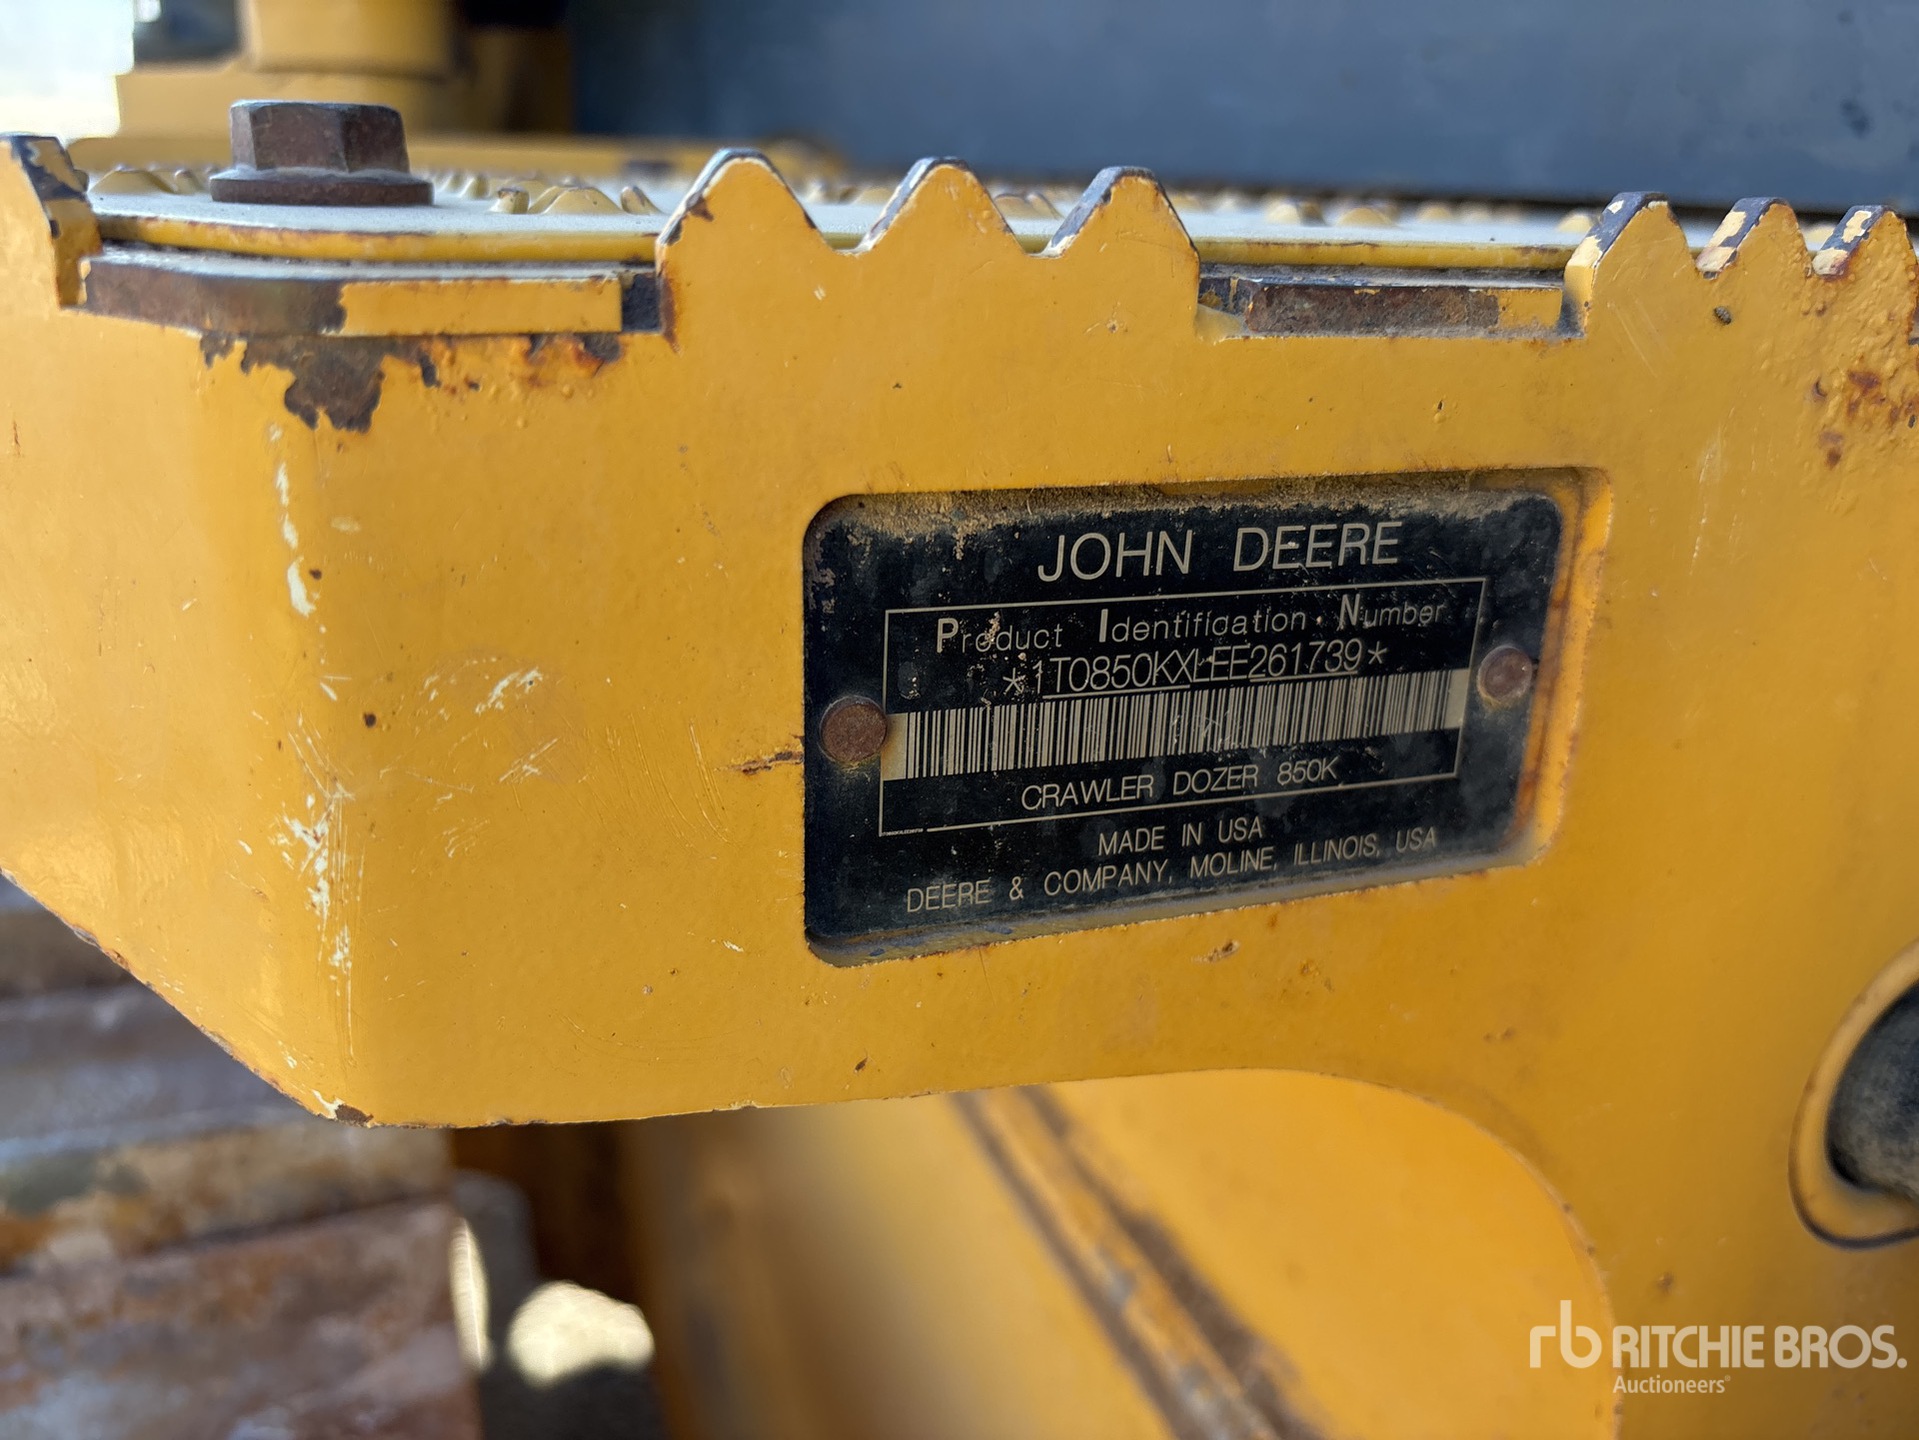 JOHN DEERE
Product Identification Number
*1T0850KXLEE261739*
CRAWLER DOZER 850K
MADE IN USA
DEERE & COMPANY, MOLINE, ILLINOIS, USA
rb RITCHIE BROS.
Auctioneers